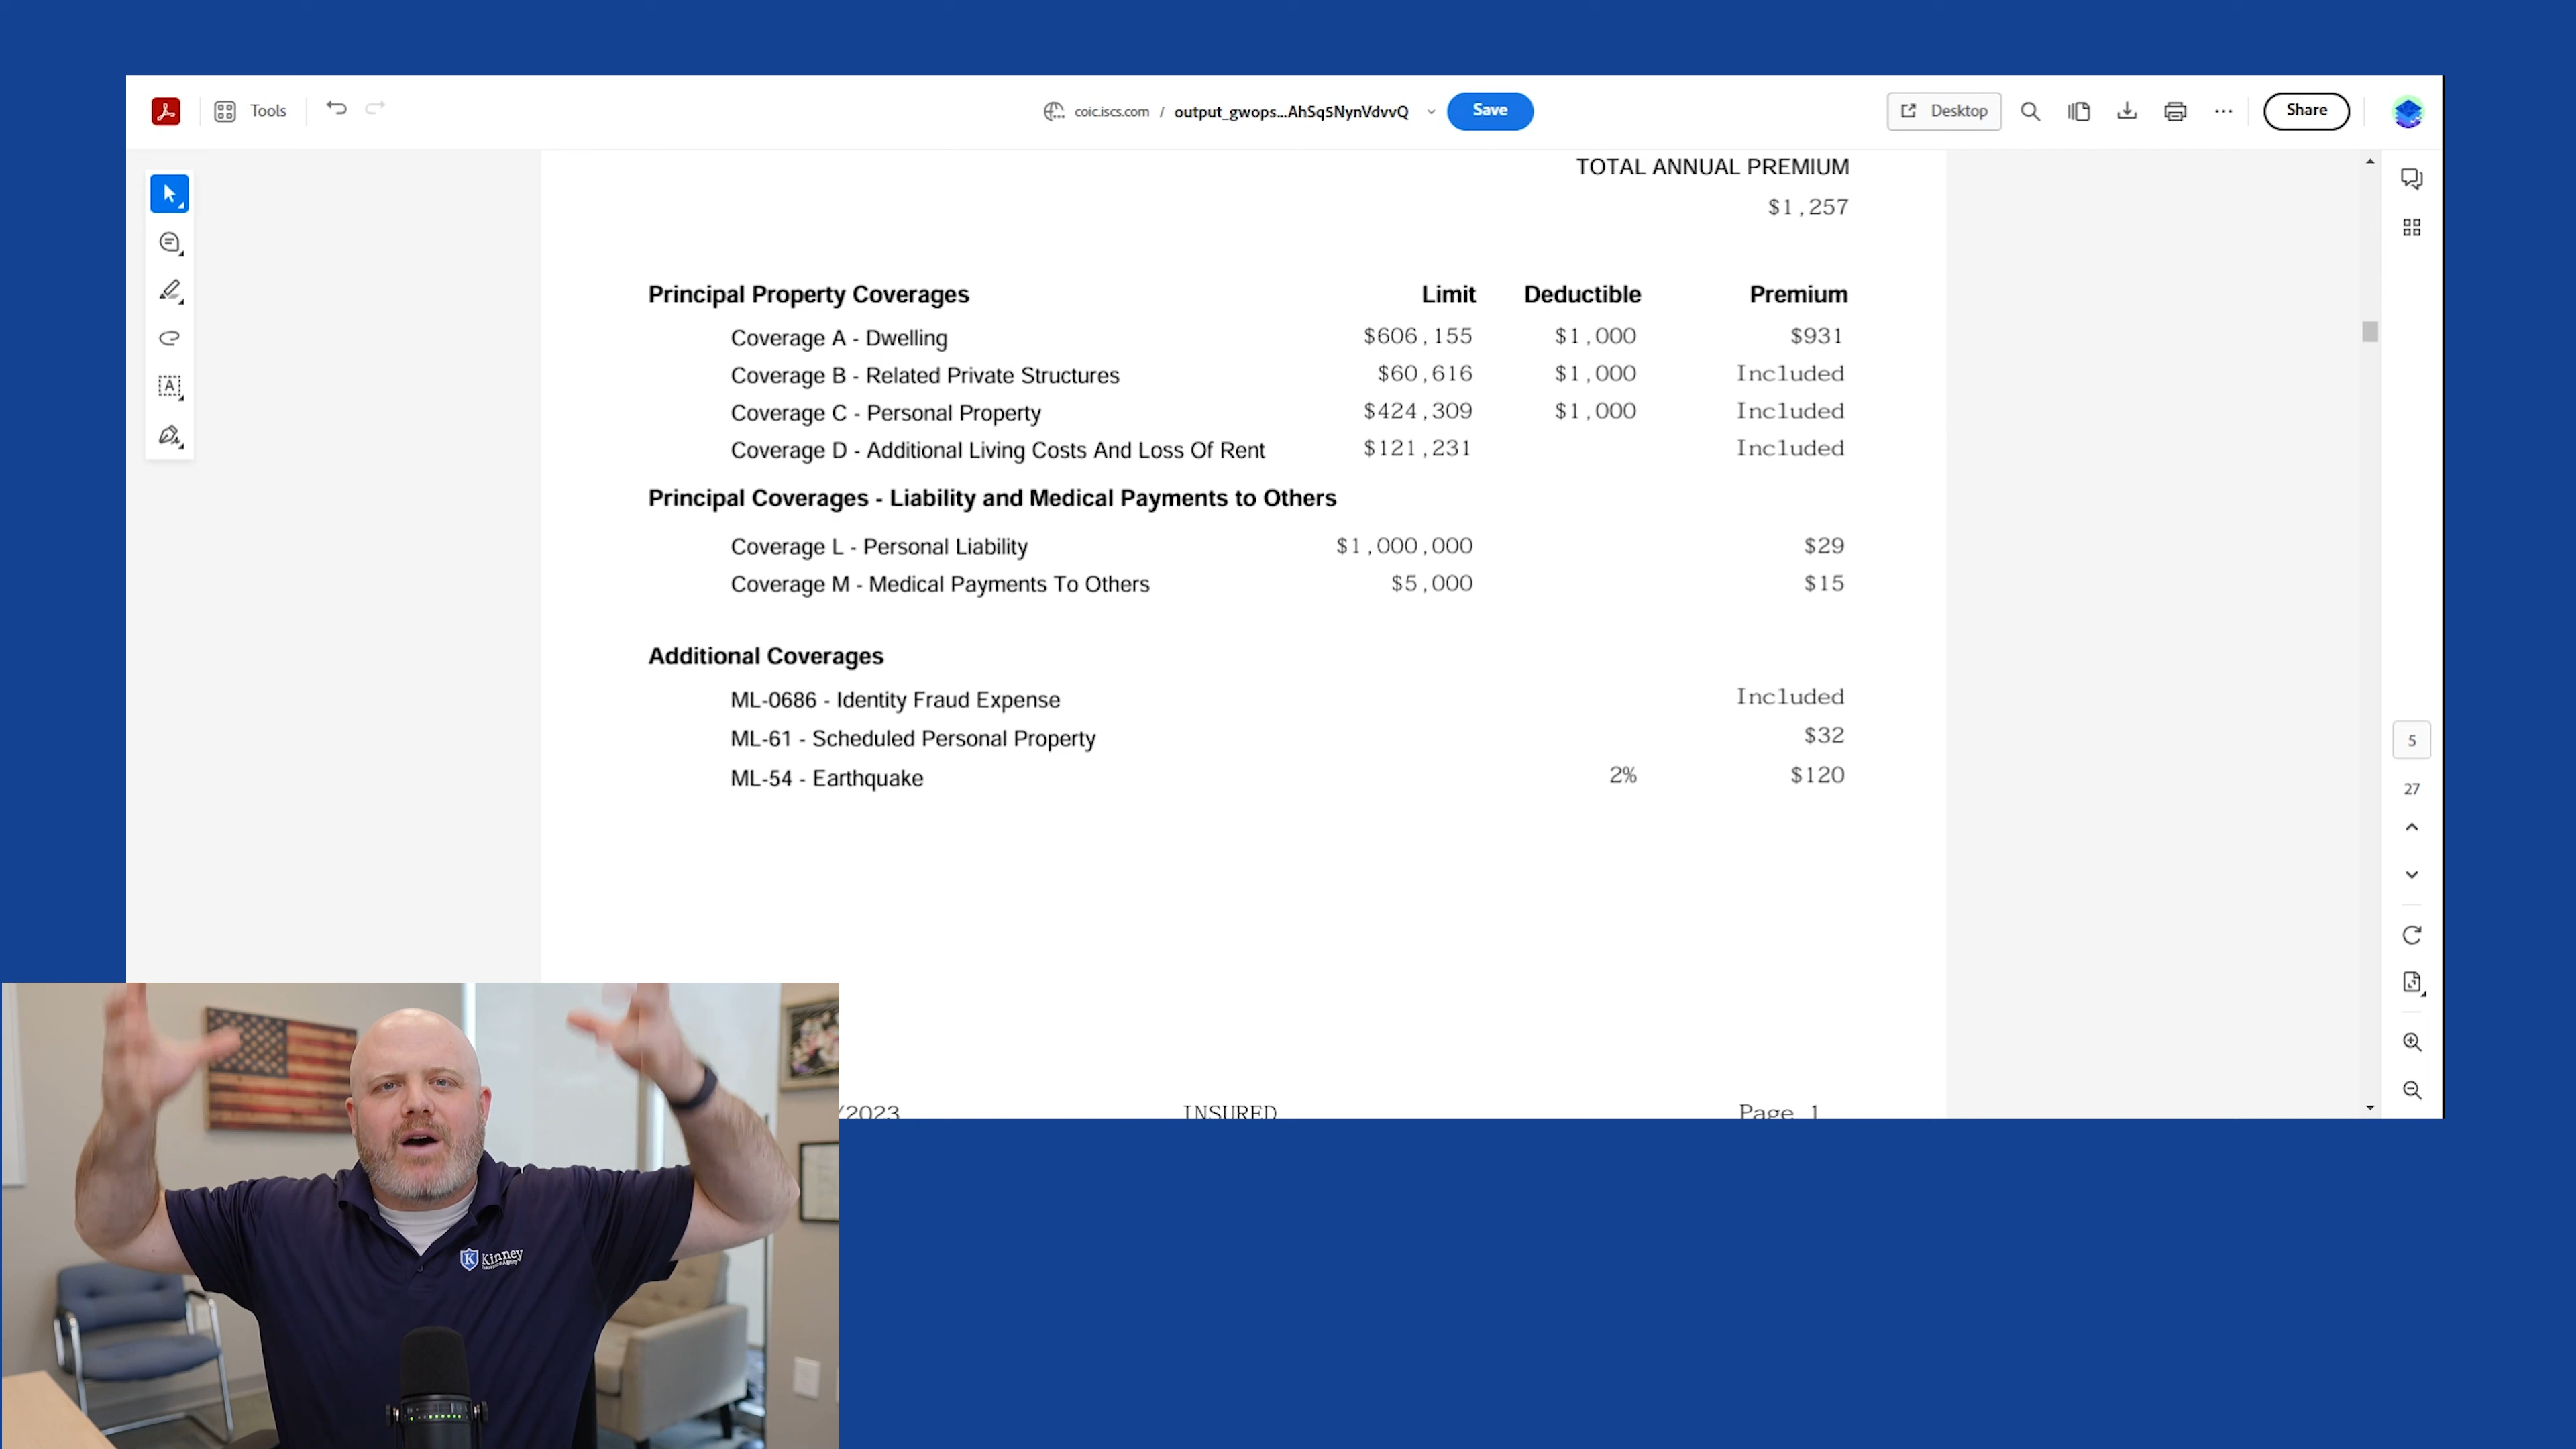 Tools
coic.iscs.com / output_gwops...AhSq5NynVdvvQ
Save
Desktop
Share
TOTAL ANNUAL PREMIUM
$1,257
Principal Property Coverages Limit Deductible Premium
Coverage A - Dwelling $606,155 $1,000 $931
Coverage B - Related Private Structures $60,616 $1,000 Included
Coverage C - Personal Property $424,309 $1,000 Included
Coverage D - Additional Living Costs And Loss Of Rent $121,231 Included
Principal Coverages - Liability and Medical Payments to Others
Coverage L - Personal Liability $1,000,000 $29
Coverage M - Medical Payments To Others $5,000 $15
Additional Coverages
ML-0686 - Identity Fraud Expense Included
ML-61 - Scheduled Personal Property $32
ML-54 - Earthquake 2% $120
5
27
/2023 INSURED Page 1
K Kinney